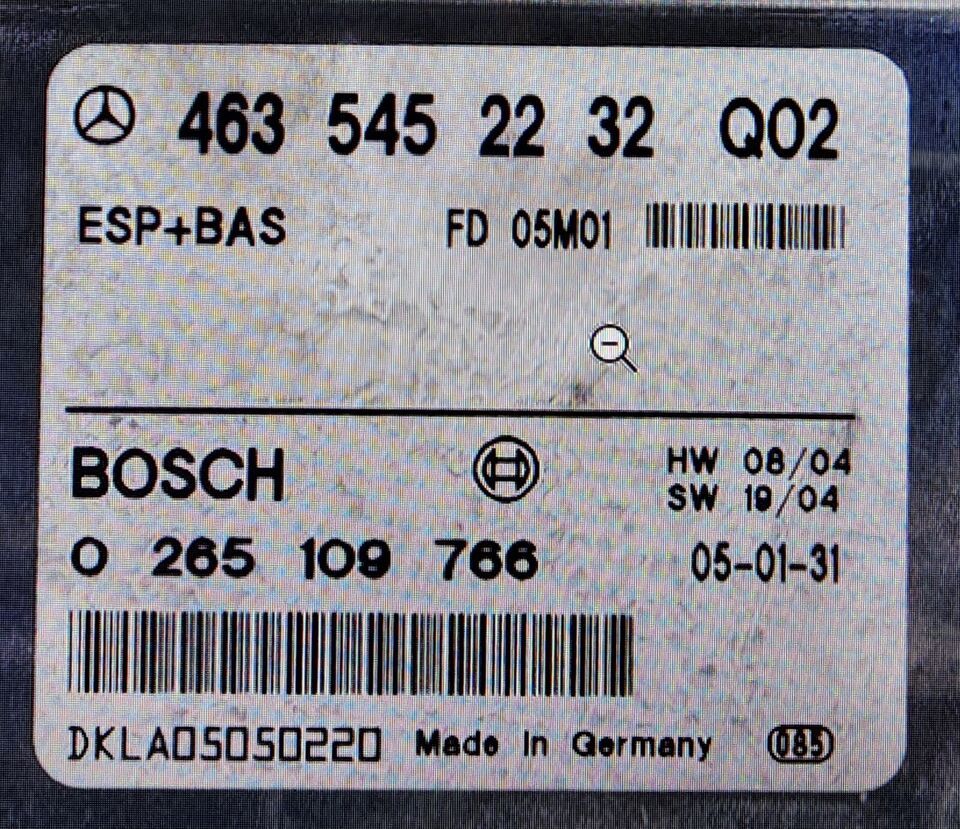 463 545 22 32 Q02
ESP+BAS FD 05M01
BOSCH HW 08/04
SW 19/04
0 265 109 766 05-01-31
DKLA05050220 Made In Germany 085